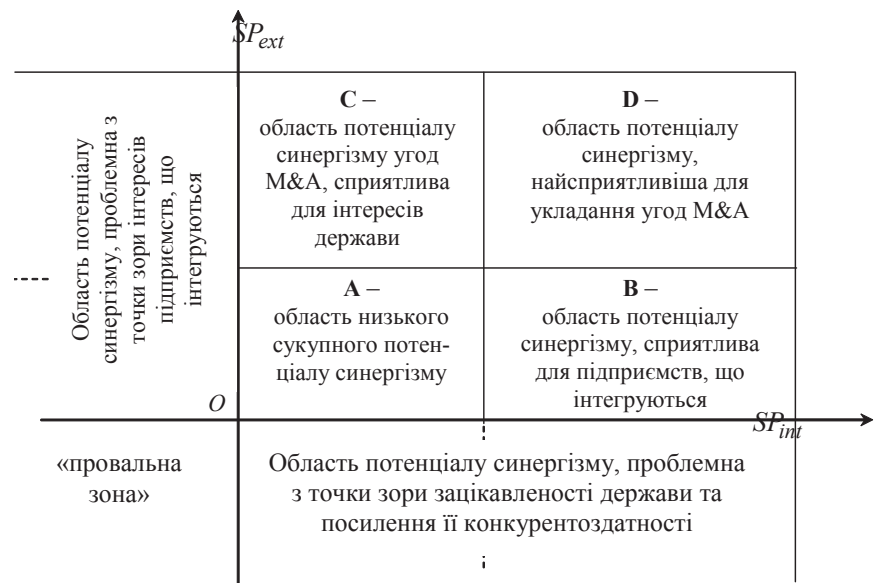 SPext
Область потенціалу
синергізму, проблемна з
точки зори інтересів
підприємств, що
інтегруються
C –
область потенціалу
синергізму угод
M&A, сприятлива
для інтересів
держави
D –
область потенціалу
синергізму,
найсприятливіша для
укладання угод M&A
A –
область низького
сукупного потен-
ціалу синергізму
B –
область потенціалу
синергізму, сприятлива
для підприємств, що
інтегруються
O
SPint
«провальна
зона»
Область потенціалу синергізму, проблемна
з точки зори зацікавленості держави та
посилення її конкурентоздатності